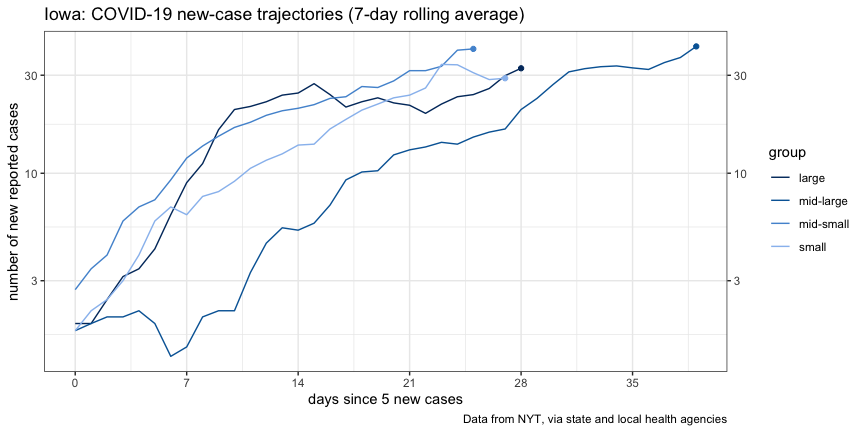 Iowa: COVID-19 new-case trajectories (7-day rolling average)
number of new reported cases
30
10
3
30
10
3
0 7 14 21 28 35
days since 5 new cases
group
large
mid-large
mid-small
small
Data from NYT, via state and local health agencies